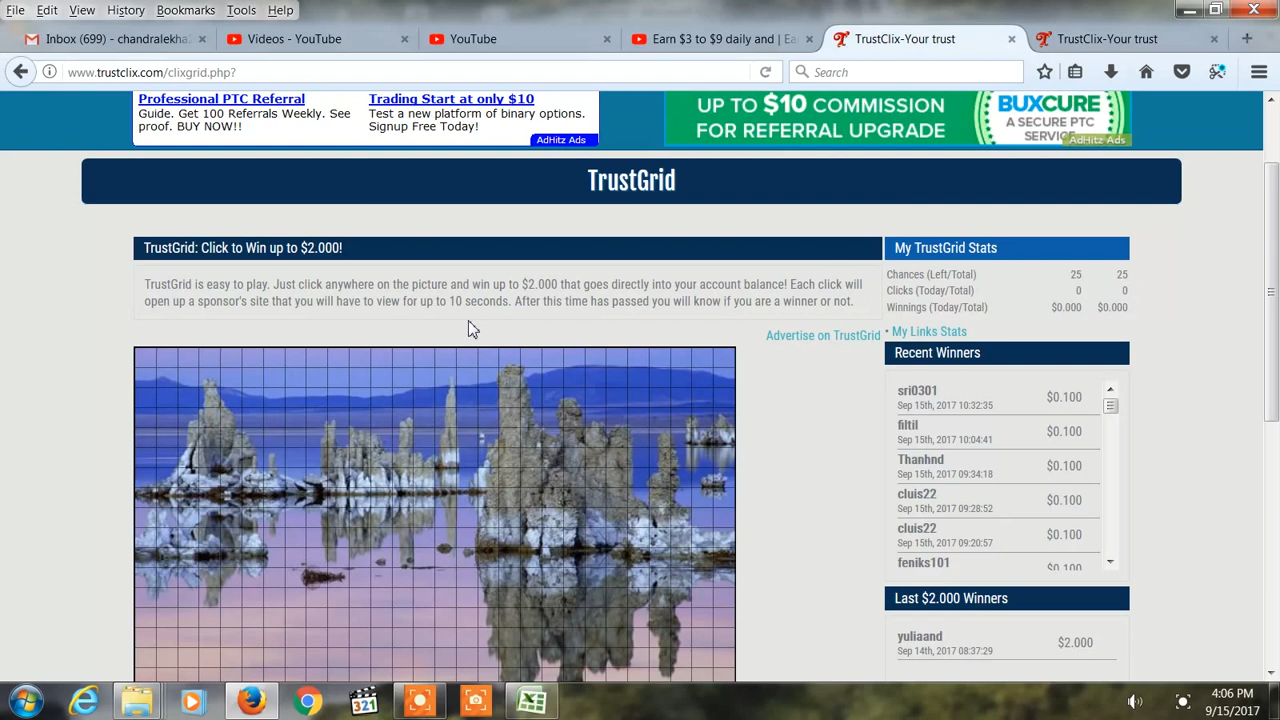 File Edit View History Bookmarks Tools Help
Inbox (699) - chandralekha
Videos - YouTube
YouTube
Earn $3 to $9 daily and | Ea
TrustClix-Your trust
TrustClix-Your trust
www.trustclix.com/clixgrid.php?
Search
Professional PTC Referral
Guide. Get 100 Referrals Weekly. See
proof. BUY NOW!!
Trading Start at only $10
Test a new platform of binary options.
Signup Free Today!
AdHitz Ads
UP TO $10 COMMISSION
FOR REFERRAL UPGRADE
BUXCURE
A SECURE PTC
SERVICE
AdHitz Ads
TrustGrid
TrustGrid: Click to Win up to $2.000!
TrustGrid is easy to play. Just click anywhere on the picture and win up to $2.000 that goes directly into your account balance! Each click will
open up a sponsor's site that you will have to view for up to 10 seconds. After this time has passed you will know if you are a winner or not.
Advertise on TrustGrid
My TrustGrid Stats
Chances (Left/Total) 25 25
Clicks (Today/Total) 0 0
Winnings (Today/Total) $0.000 $0.000
• My Links Stats
Recent Winners
sri0301 $0.100
Sep 15th, 2017 10:32:35
filtil $0.100
Sep 15th, 2017 10:04:41
Thanhnd $0.100
Sep 15th, 2017 09:34:18
cluis22 $0.100
Sep 15th, 2017 09:28:52
cluis22 $0.100
Sep 15th, 2017 09:20:57
feniks101 $0.100
Last $2.000 Winners
yuliaand $2.000
Sep 14th, 2017 08:37:29
321
4:06 PM
9/15/2017